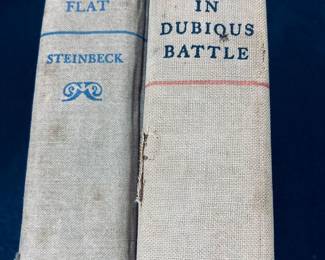 FLAT
STEINBECK
IN
DUBIOUS
BATTLE